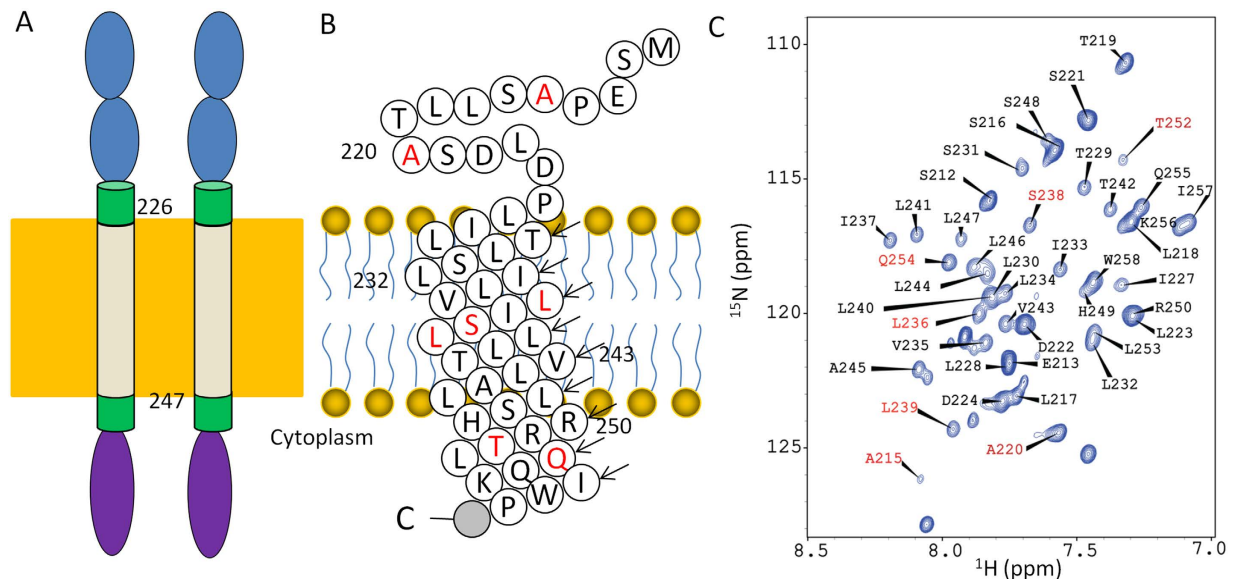 A
B
C
226
247
Cytoplasm
T L L S A P E S M
220 A S D L D P
L I L T
232 L S L I
V L I L
L S L
T L V 243
L A L L
H S R R 250
L T Q Q
K W I
P
C
110
115
120
125
15N (ppm)
8.5 8.0 7.5 7.0
1H (ppm)
T219
S221
S248
S216
T252
S231
T229
Q255
S212
S238
T242
I257
I237
L241
L247
K256
L218
Q254
L246
I233
W258
L244
L230
L234
I227
L240
H249
R250
L236
V243
L223
V235
D222
L253
A245
L228
E213
L232
D224
L217
L239
A220
A215